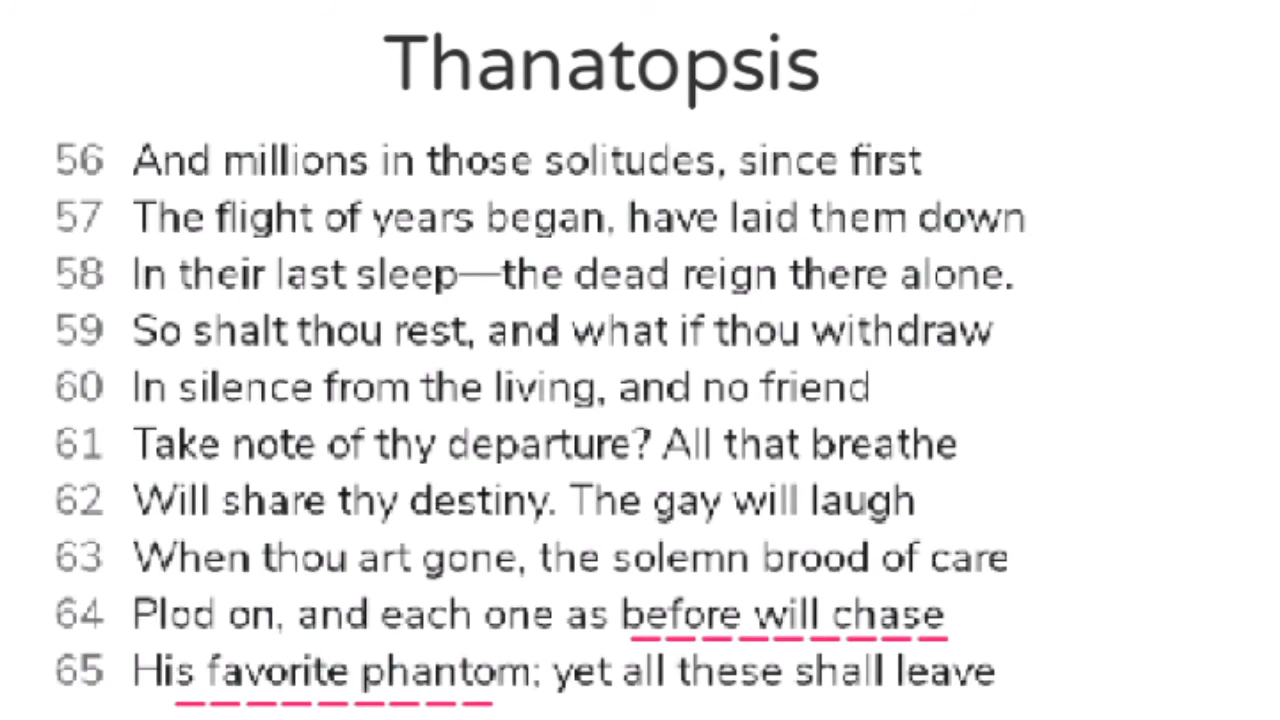 Thanatopsis
56 And millions in those solitudes, since first
57 The flight of years began, have laid them down
58 In their last sleep—the dead reign there alone.
59 So shalt thou rest, and what if thou withdraw
60 In silence from the living, and no friend
61 Take note of thy departure? All that breathe
62 Will share thy destiny. The gay will laugh
63 When thou art gone, the solemn brood of care
64 Plod on, and each one as before will chase
65 His favorite phantom; yet all these shall leave